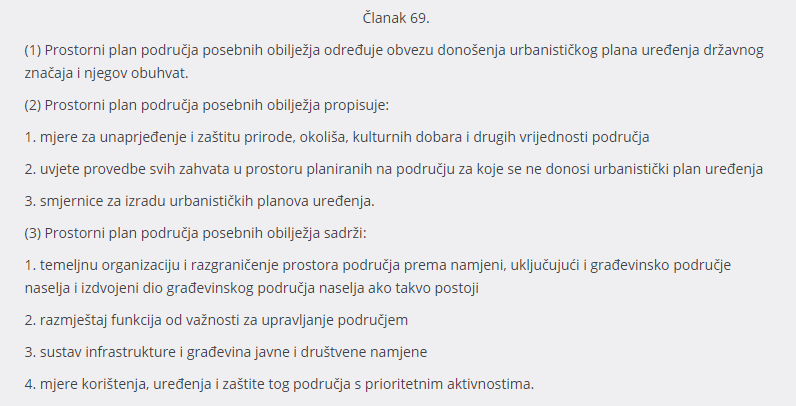 Članak 69.
(1) Prostorni plan područja posebnih obilježja određuje obvezu donošenja urbanističkog plana uređenja državnog
značaja i njegov obuhvat.
(2) Prostorni plan područja posebnih obilježja propisuje:
1. mjere za unaprjeđenje i zaštitu prirode, okoliša, kulturnih dobara i drugih vrijednosti područja
2. uvjete provedbe svih zahvata u prostoru planiranih na području za koje se ne donosi urbanistički plan uređenja
3. smjernice za izradu urbanističkih planova uređenja.
(3) Prostorni plan područja posebnih obilježja sadrži:
1. temeljnu organizaciju i razgraničenje prostora područja prema namjeni, uključujući i građevinsko područje
naselja i izdvojeni dio građevinskog područja naselja ako takvo postoji
2. razmještaj funkcija od važnosti za upravljanje područjem
3. sustav infrastrukture i građevina javne i društvene namjene
4. mjere korištenja, uređenja i zaštite tog područja s prioritetnim aktivnostima.